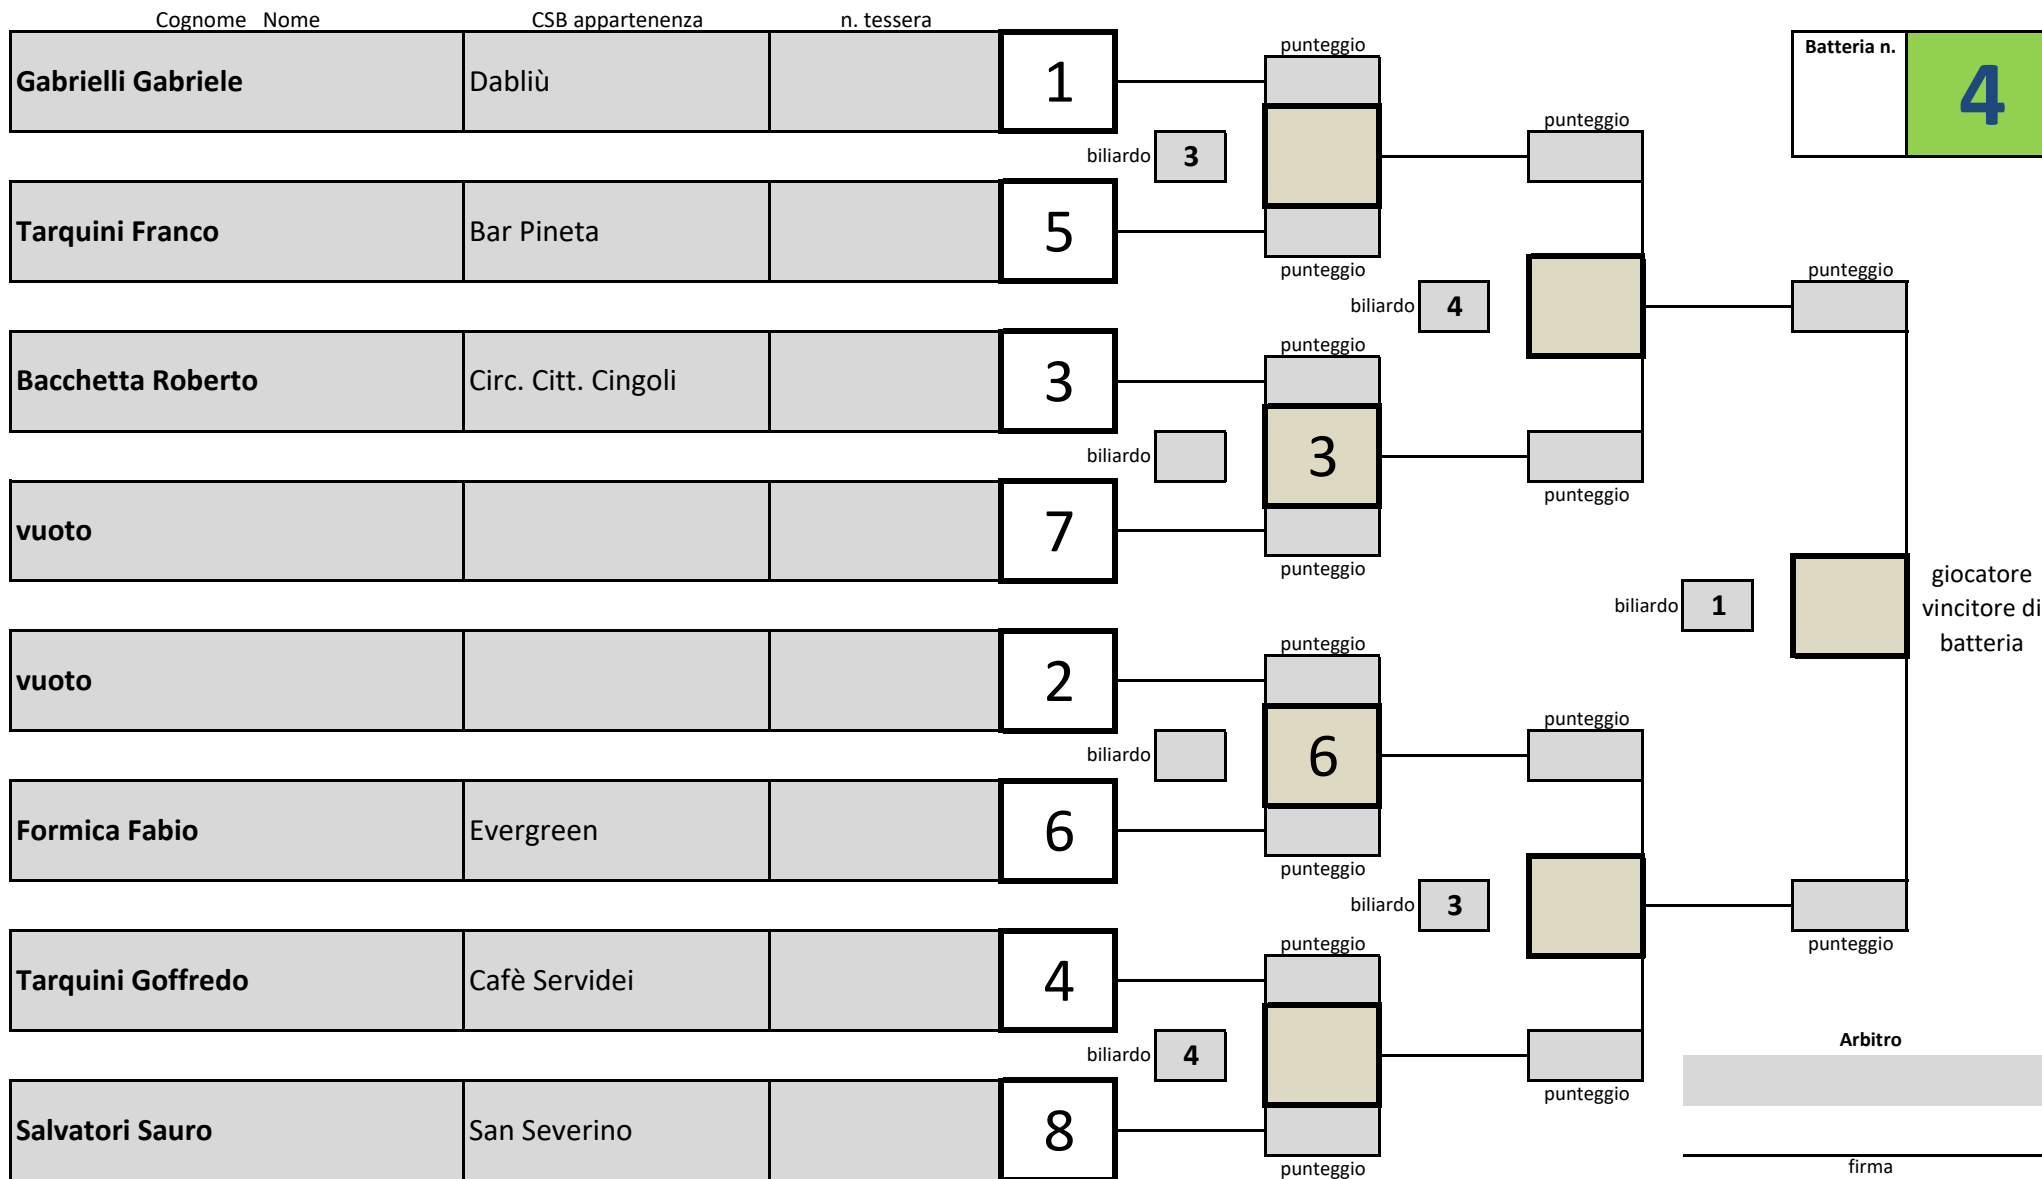 Cognome Nome CSB appartenenza n. tessera
punteggio
Batteria n. 4
Gabrielli Gabriele Dabliù 1
punteggio
biliardo 3
Tarquini Franco Bar Pineta 5
punteggio
punteggio
biliardo 4
punteggio
Bacchetta Roberto Circ. Citt. Cingoli 3
biliardo 3
punteggio
vuoto 7
punteggio
giocatore
vincitore di
batteria
biliardo 1
punteggio
vuoto 2
punteggio
biliardo 6
Formica Fabio Evergreen 6
punteggio
biliardo 3
punteggio
punteggio
Tarquini Goffredo Cafè Servidei 4
Arbitro
biliardo 4
punteggio
Salvatori Sauro San Severino 8
punteggio
firma